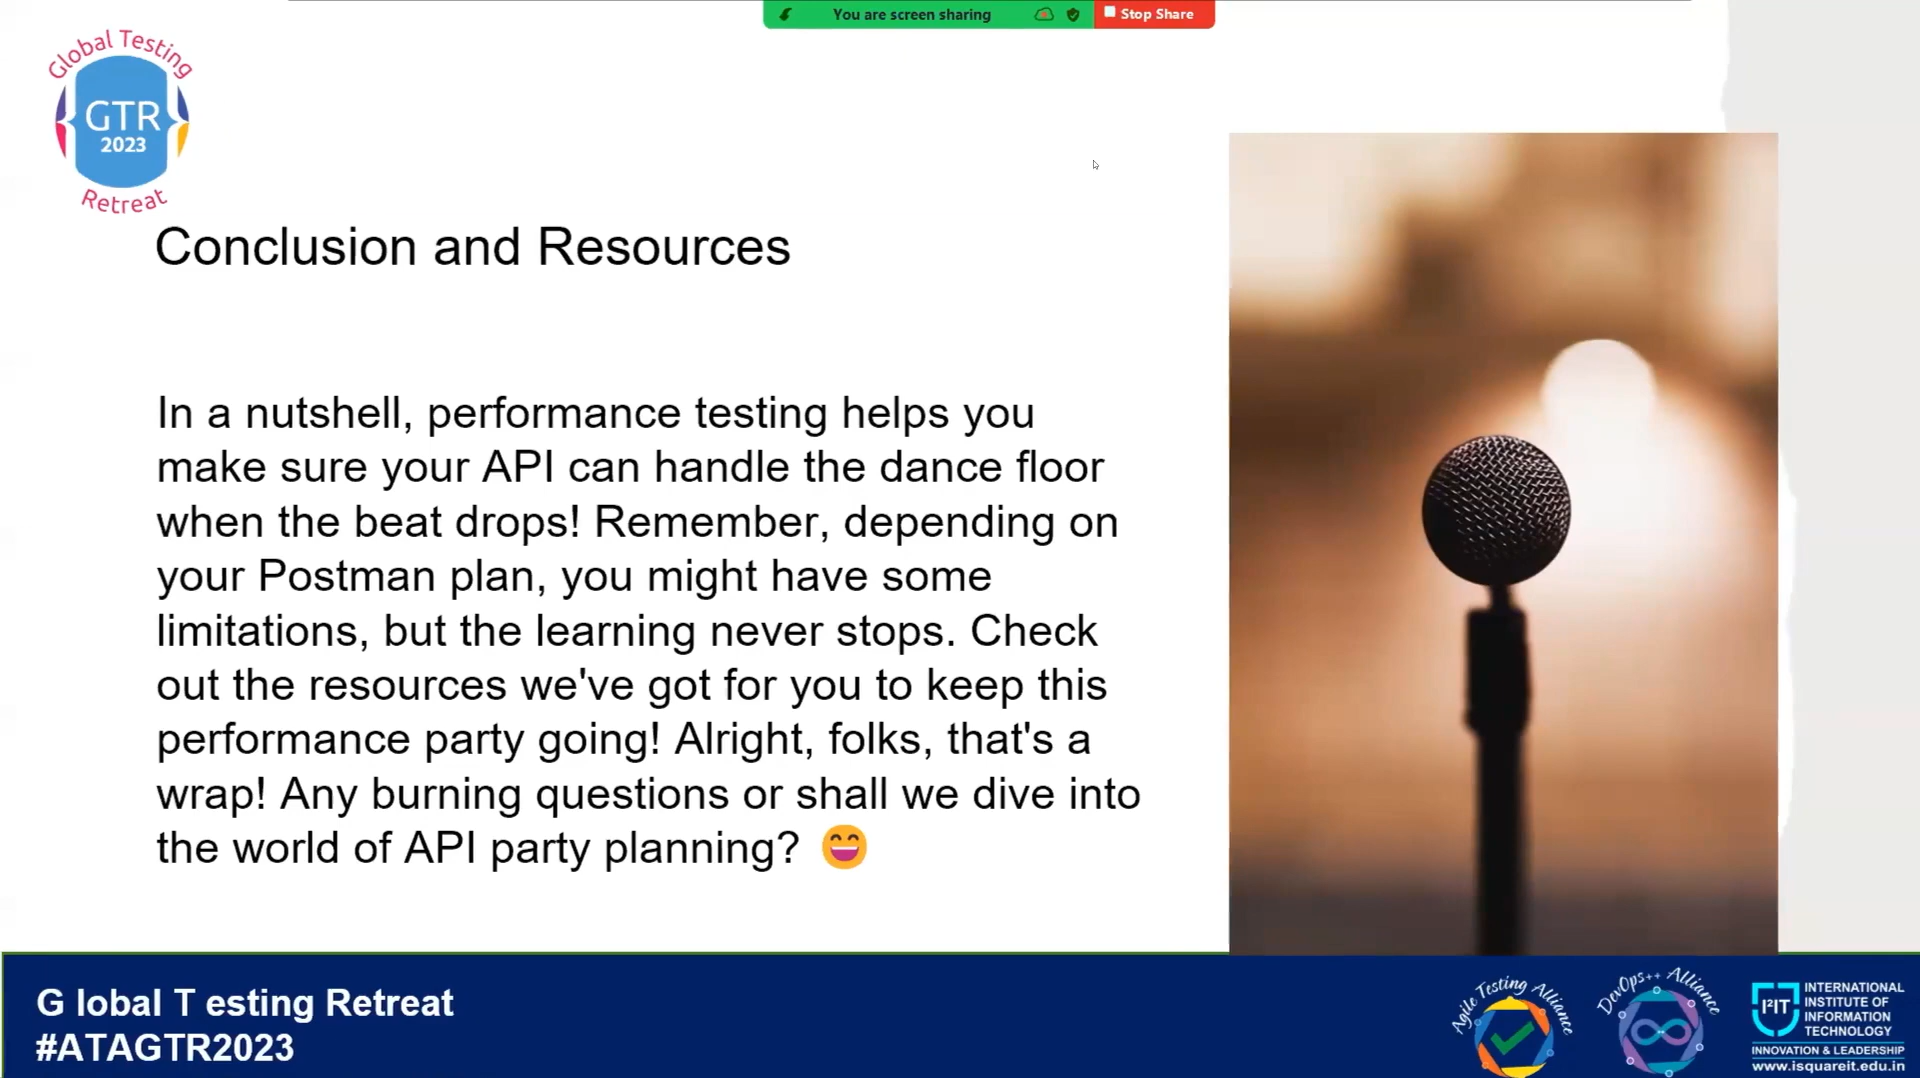 You are screen sharing
Stop Share
Global Testing
GTR
2023
Retreat
Conclusion and Resources
In a nutshell, performance testing helps you
make sure your API can handle the dance floor
when the beat drops! Remember, depending on
your Postman plan, you might have some
limitations, but the learning never stops. Check
out the resources we've got for you to keep this
performance party going! Alright, folks, that's a
wrap! Any burning questions or shall we dive into
the world of API party planning? 😄
G lobal T esting Retreat
#ATAGTR2023
Agile Testing Alliance
DevOps++ Alliance
I²IT
INTERNATIONAL
INSTITUTE OF
INFORMATION
TECHNOLOGY
INNOVATION & LEADERSHIP
www.isquareit.edu.in